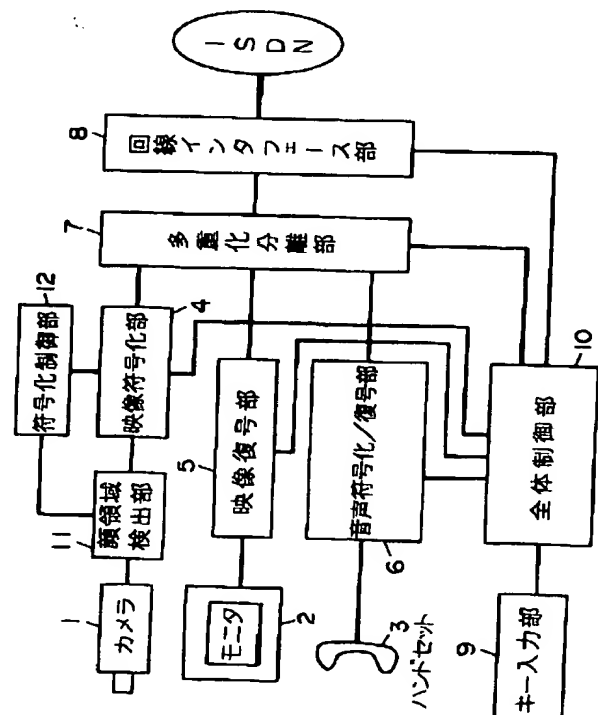 1
カメラ
11
顔領域
検出部
符号化制御部
12
映像符号化部
4
モニタ
2
5
映像復号部
3
ハンドセット
音声符号化/復号部
6
7
多重化分離部
8
回線インタフェース部
ISDN
9
キー入力部
全体制御部
10